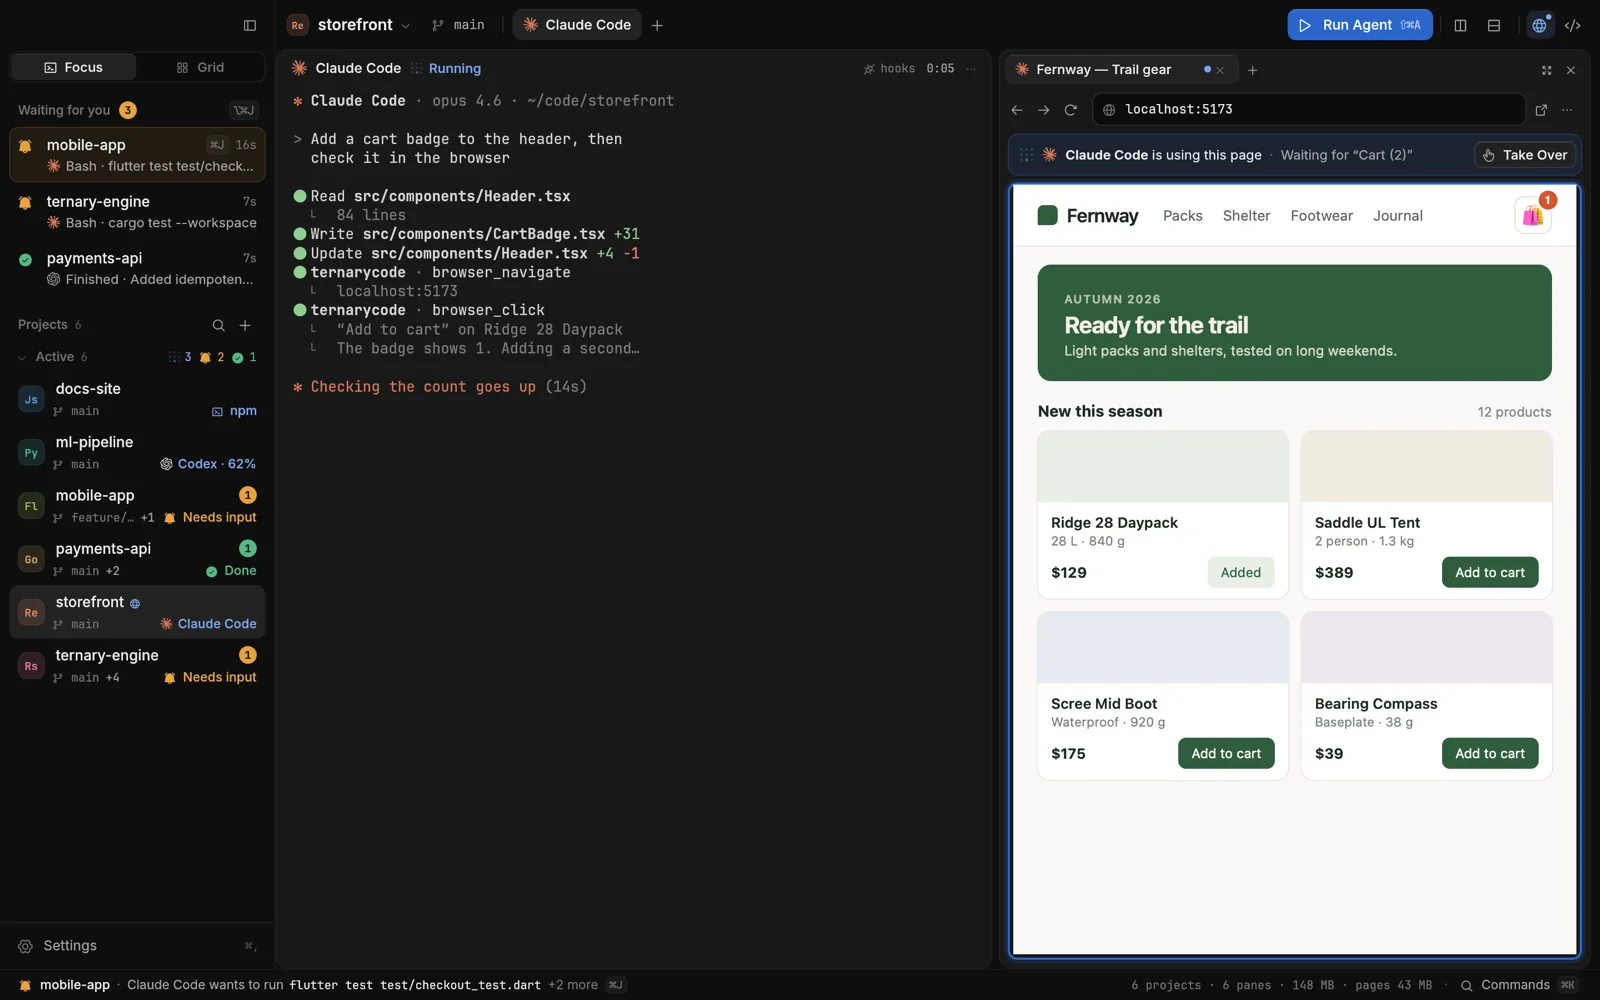 Re storefront
main
Claude Code
Run Agent ⇧⌘A
Focus
Grid
Waiting for you 3
⌥⌘J
mobile-app ⌘J 16s
Bash · flutter test test/check…
ternary-engine 7s
Bash · cargo test --workspace
payments-api 7s
Finished · Added idempoten…
Projects 6
Active 6 3 2 1
Js docs-site
main npm
Py ml-pipeline
main Codex · 62%
Fl mobile-app 1
feature/… +1 Needs input
Go payments-api 1
main +2 Done
Re storefront
main Claude Code
Rs ternary-engine 1
main +4 Needs input
Settings ⌘,
Claude Code Running
hooks 0:05 …
* Claude Code · opus 4.6 · ~/code/storefront
> Add a cart badge to the header, then
check it in the browser
Read src/components/Header.tsx
└ 84 lines
Write src/components/CartBadge.tsx +31
Update src/components/Header.tsx +4 -1
ternarycode · browser_navigate
└ localhost:5173
ternarycode · browser_click
└ “Add to cart” on Ridge 28 Daypack
└ The badge shows 1. Adding a second…
* Checking the count goes up (14s)
Fernway — Trail gear
localhost:5173
Claude Code is using this page · Waiting for “Cart (2)”
Take Over
Fernway
Packs
Shelter
Footwear
Journal
1
AUTUMN 2026
Ready for the trail
Light packs and shelters, tested on long weekends.
New this season
12 products
Ridge 28 Daypack
28 L · 840 g
$129
Added
Saddle UL Tent
2 person · 1.3 kg
$389
Add to cart
Scree Mid Boot
Waterproof · 920 g
$175
Add to cart
Bearing Compass
Baseplate · 38 g
$39
Add to cart
mobile-app · Claude Code wants to run flutter test test/checkout_test.dart +2 more ⌘J
6 projects · 6 panes · 148 MB · pages 43 MB · Commands ⌘K